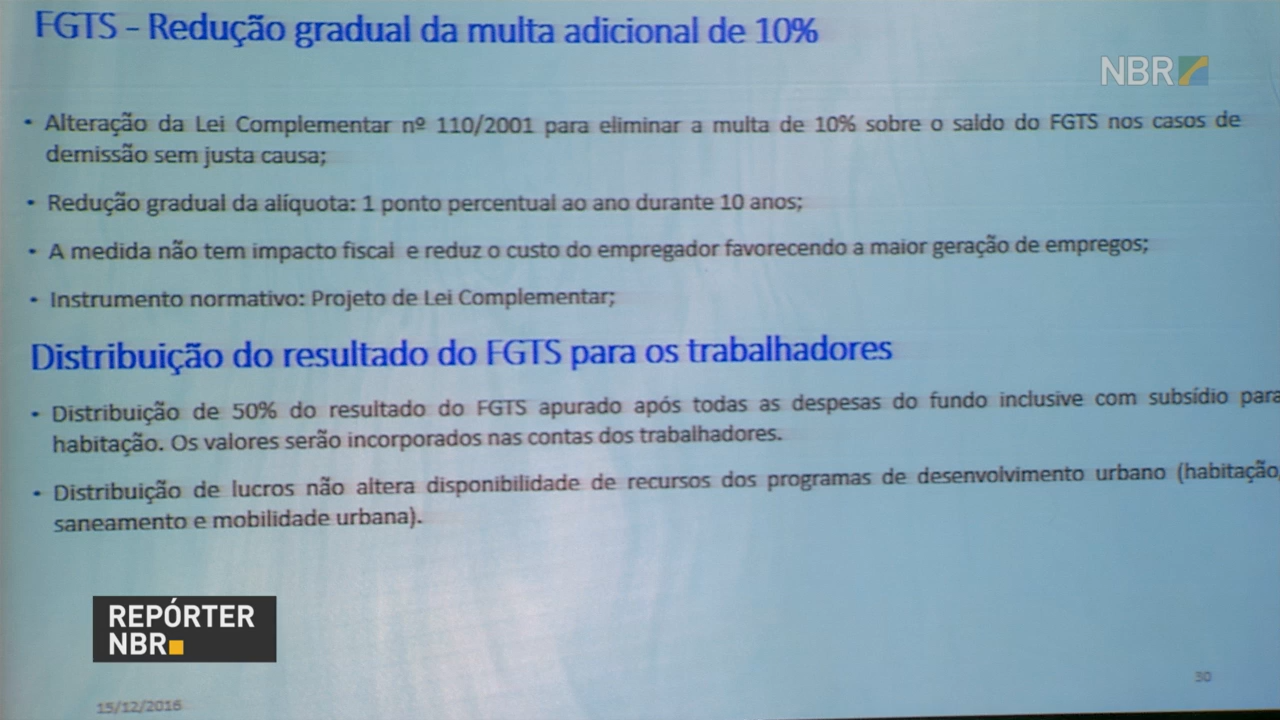 FGTS – Redução gradual da multa adicional de 10%
NBR
• Alteração da Lei Complementar nº 110/2001 para eliminar a multa de 10% sobre o saldo do FGTS nos casos de
demissão sem justa causa;
• Redução gradual da alíquota: 1 ponto percentual ao ano durante 10 anos;
• A medida não tem impacto fiscal e reduz o custo do empregador favorecendo a maior geração de empregos;
• Instrumento normativo: Projeto de Lei Complementar;
Distribuição do resultado do FGTS para os trabalhadores
• Distribuição de 50% do resultado do FGTS apurado após todas as despesas do fundo inclusive com subsídio para
habitação. Os valores serão incorporados nas contas dos trabalhadores.
• Distribuição de lucros não altera disponibilidade de recursos dos programas de desenvolvimento urbano (habitação,
saneamento e mobilidade urbana).
REPÓRTER
NBR
30
15/12/2016